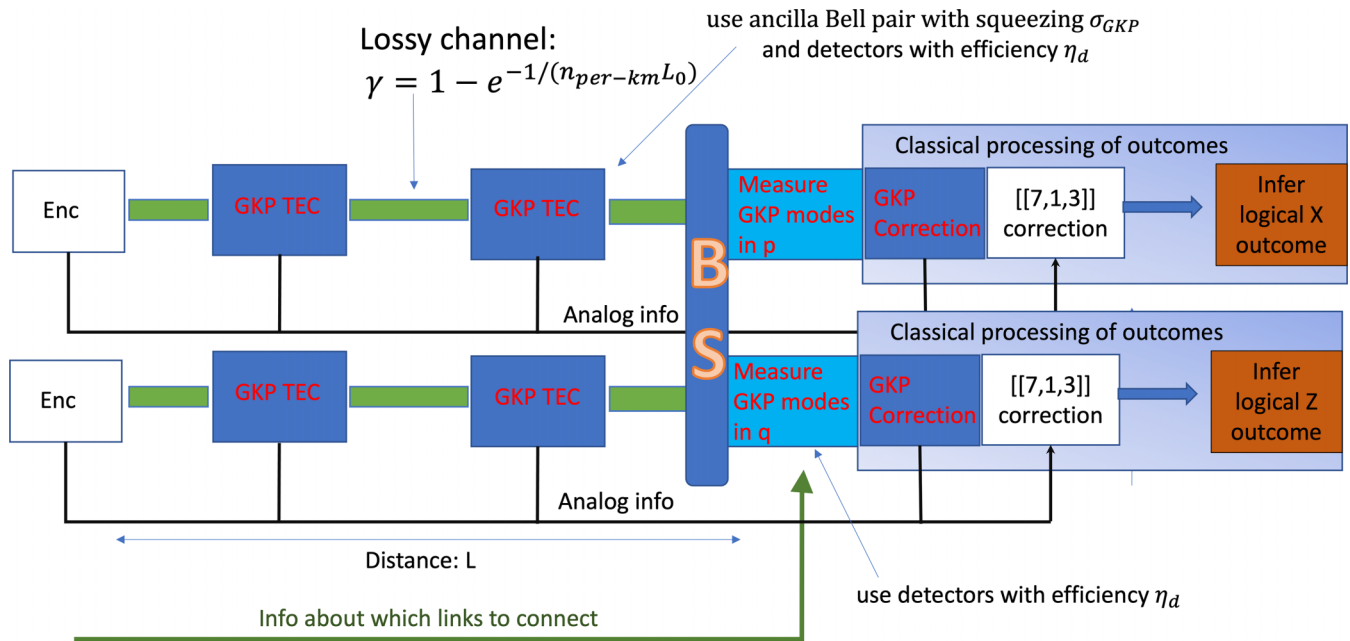 use ancilla Bell pair with squeezing σ_GKP
and detectors with efficiency η_d
Lossy channel:
γ = 1 − e^{−1/(n_{per−km}L_0)}
Enc
GKP TEC
GKP TEC
Measure
GKP modes
in p
Classical processing of outcomes
GKP
Correction
[[7,1,3]]
correction
Infer
logical X
outcome
Analog info
B
S
Enc
GKP TEC
GKP TEC
Measure
GKP modes
in q
Classical processing of outcomes
GKP
Correction
[[7,1,3]]
correction
Infer
logical Z
outcome
Analog info
Distance: L
use detectors with efficiency η_d
Info about which links to connect